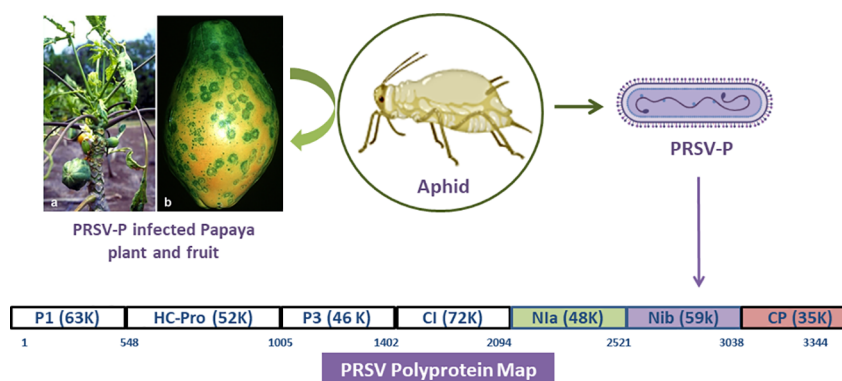 a
b
Aphid
PRSV-P
PRSV-P infected Papaya
plant and fruit
P1 (63K) HC-Pro (52K) P3 (46 K) CI (72K) NIa (48K) Nib (59k) CP (35K)
1 548 1005 1402 2094 2521 3038 3344
PRSV Polyprotein Map